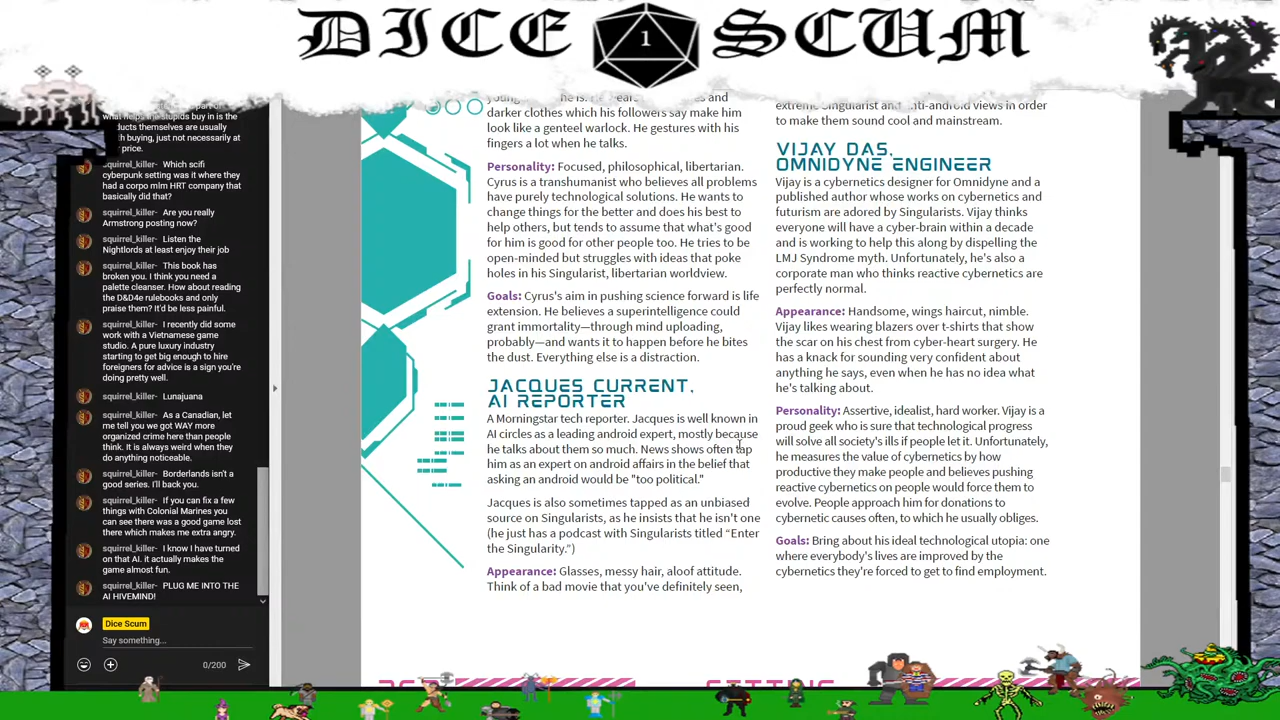 DICE 1 SCUM
what helps the stupids buy in is the
products themselves are usually
buying, just not necessarily at
price.
squirrel_killer- Which scifi
cyberpunk setting was it where they
had a corpo mlm HRT company that
basically did that?
squirrel_killer- Are you really
Armstrong posting now?
squirrel_killer- Listen the
Nightlords at least enjoy their job
squirrel_killer- This book has
broken you. I think you need a
palette cleanser. How about reading
the D&D4e rulebooks and only
praise them? It'd be less painful.
squirrel_killer- I recently did some
work with a Vietnamese game
studio. A pure luxury industry
starting to get big enough to hire
foreigners for advice is a sign you're
doing pretty well.
squirrel_killer- Lunajuana
squirrel_killer- As a Canadian, let
me tell you we got WAY more
organized crime here than people
think. It is always weird when they
do anything noticeable.
squirrel_killer- Borderlands isn't a
good series. I'll back you.
squirrel_killer- If you can fix a few
things with Colonial Marines you
can see there was a good game lost
there which makes me extra angry.
squirrel_killer- I know I have turned
on that AI. it actually makes the
game almost fun.
squirrel_killer- PLUG ME INTO THE
AI HIVEMIND!
Dice Scum
Say something...
0/200
and
darker clothes which his followers say make him
look like a genteel warlock. He gestures with his
fingers a lot when he talks.
Personality: Focused, philosophical, libertarian.
Cyrus is a transhumanist who believes all problems
have purely technological solutions. He wants to
change things for the better and does his best to
help others, but tends to assume that what's good
for him is good for other people too. He tries to be
open-minded but struggles with ideas that poke
holes in his Singularist, libertarian worldview.
Goals: Cyrus's aim in pushing science forward is life
extension. He believes a superintelligence could
grant immortality—through mind uploading,
probably—and wants it to happen before he bites
the dust. Everything else is a distraction.
JACQUES CURRENT,
AI REPORTER
A Morningstar tech reporter. Jacques is well known in
AI circles as a leading android expert, mostly because
he talks about them so much. News shows often tap
him as an expert on android affairs in the belief that
asking an android would be "too political."
Jacques is also sometimes tapped as an unbiased
source on Singularists, as he insists that he isn't one
(he just has a podcast with Singularists titled “Enter
the Singularity.”)
Appearance: Glasses, messy hair, aloof attitude.
Think of a bad movie that you've definitely seen,
extreme Singularist and anti-android views in order
to make them sound cool and mainstream.
VIJAY DAS,
OMNIDYNE ENGINEER
Vijay is a cybernetics designer for Omnidyne and a
published author whose works on cybernetics and
futurism are adored by Singularists. Vijay thinks
everyone will have a cyber-brain within a decade
and is working to help this along by dispelling the
LMJ Syndrome myth. Unfortunately, he's also a
corporate man who thinks reactive cybernetics are
perfectly normal.
Appearance: Handsome, wings haircut, nimble.
Vijay likes wearing blazers over t-shirts that show
the scar on his chest from cyber-heart surgery. He
has a knack for sounding very confident about
anything he says, even when he has no idea what
he's talking about.
Personality: Assertive, idealist, hard worker. Vijay is a
proud geek who is sure that technological progress
will solve all society's ills if people let it. Unfortunately,
he measures the value of cybernetics by how
productive they make people and believes pushing
reactive cybernetics on people would force them to
evolve. People approach him for donations to
cybernetic causes often, to which he usually obliges.
Goals: Bring about his ideal technological utopia: one
where everybody's lives are improved by the
cybernetics they're forced to get to find employment.